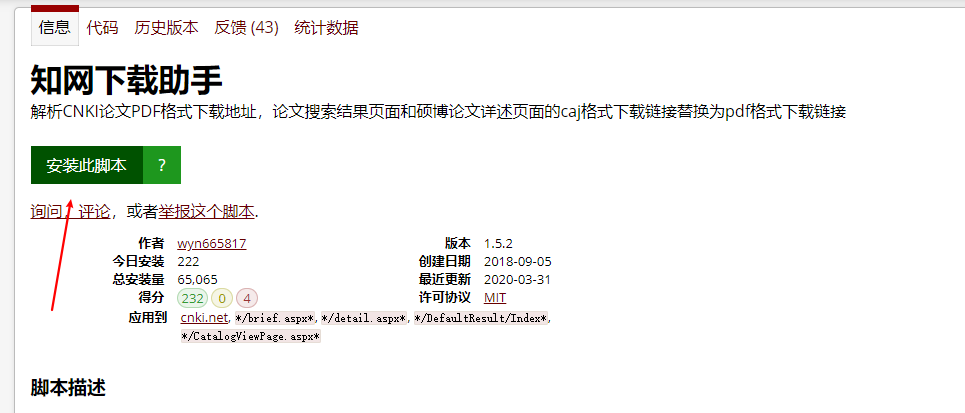 信息 代码 历史版本 反馈 (43) 统计数据
知网下载助手
解析CNKI论文PDF格式下载地址，论文搜索结果页面和硕博论文详述页面的caj格式下载链接替换为pdf格式下载链接
安装此脚本 ?
询问，评论，或者举报这个脚本.
作者 wyn665817 版本 1.5.2
今日安装 222 创建日期 2018-09-05
总安装量 65,065 最近更新 2020-03-31
得分 232 0 4 许可协议 MIT
应用到 cnki.net, */brief.aspx*, */detail.aspx*, */DefaultResult/Index*,
*/CatalogViewPage.aspx*
脚本描述